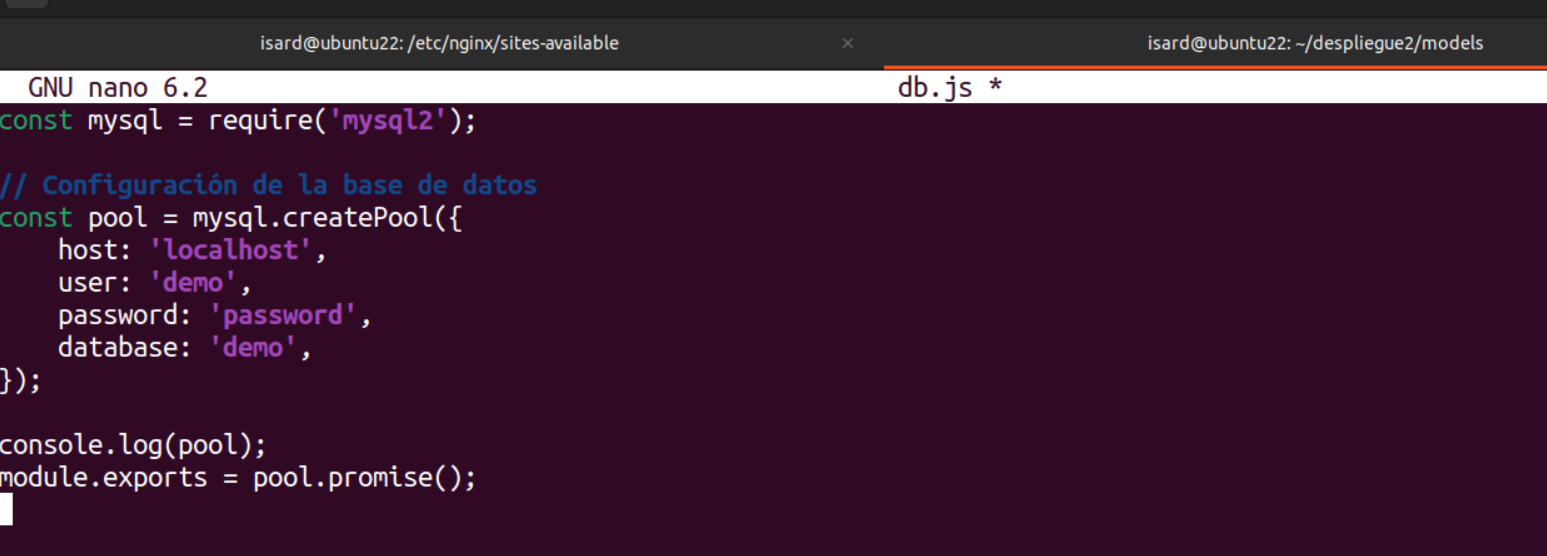 isard@ubuntu22: /etc/nginx/sites-available × isard@ubuntu22: ~/despliegue2/models
GNU nano 6.2 db.js *
const mysql = require('mysql2');
// Configuración de la base de datos
const pool = mysql.createPool({
    host: 'localhost',
    user: 'demo',
    password: 'password',
    database: 'demo',
});
console.log(pool);
module.exports = pool.promise();